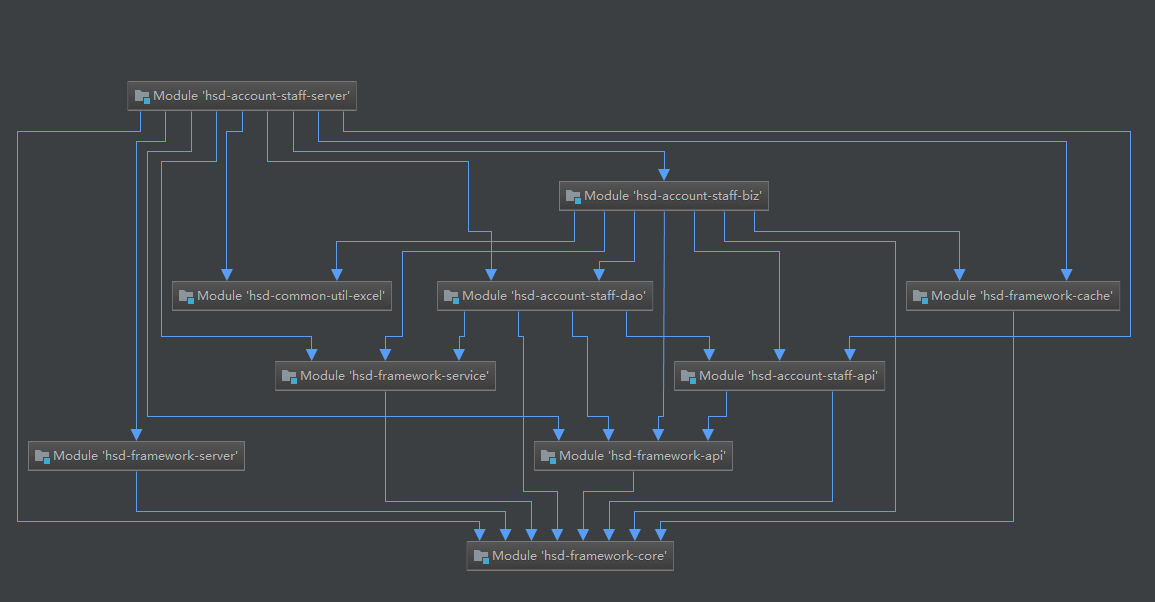 Module 'hsd-account-staff-server'
Module 'hsd-account-staff-biz'
Module 'hsd-common-util-excel'
Module 'hsd-account-staff-dao'
Module 'hsd-framework-cache'
Module 'hsd-framework-service'
Module 'hsd-account-staff-api'
Module 'hsd-framework-server'
Module 'hsd-framework-api'
Module 'hsd-framework-core'